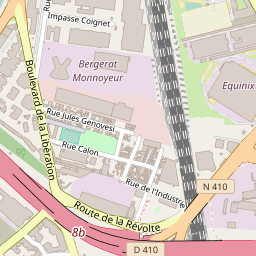 Impasse Coignet
Bergerat
Monnoyeur
Equinix
Boulevard de la Libération
Rue Jules Genovesi
Rue Calon
Rue de l'Industrie
N 410
Route de la Révolte
8b
D 410